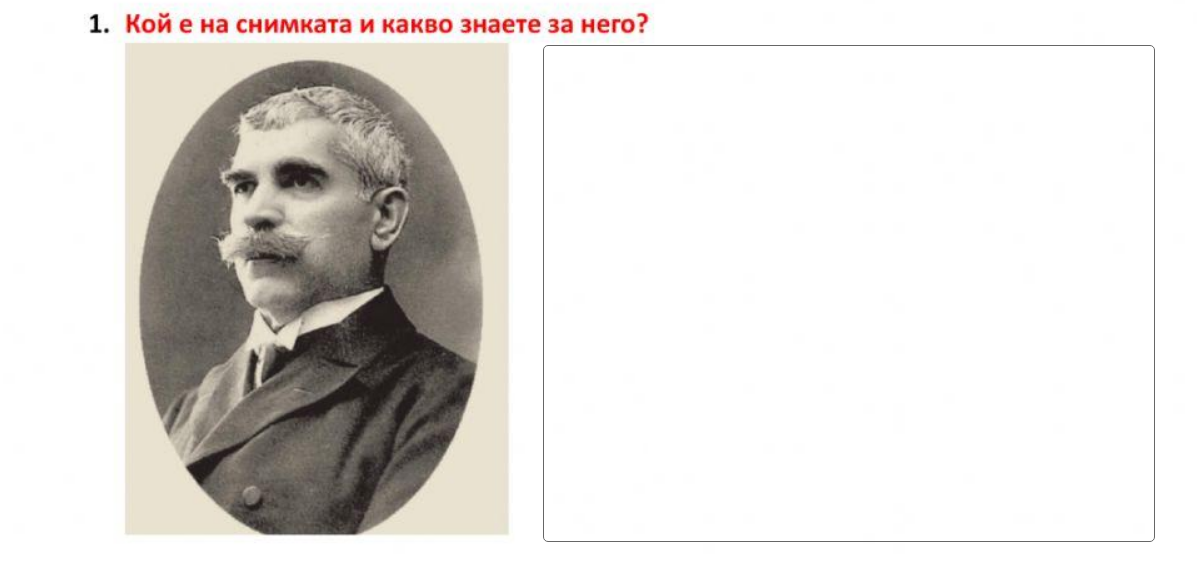 1. Кой е на снимката и какво знаете за него?